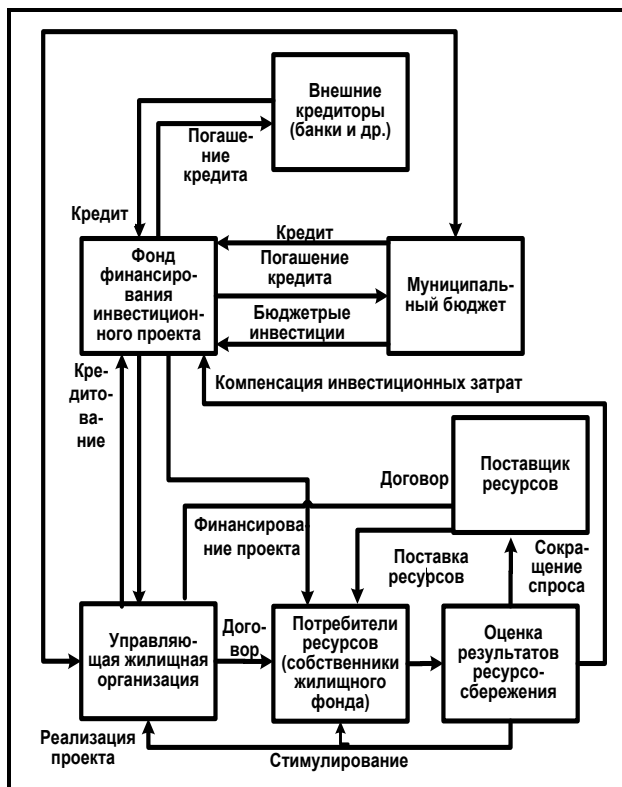 Внешние
кредиторы
(банки и др.)
Погаше-
ние
кредита
Кредит
Фонд
финансиро-
вания
инвестицион-
ного проекта
Кредит
Погашение
кредита
Бюджетрые
инвестиции
Муниципаль-
ный бюджет
Кре-
дито-
ва-
ние
Компенсация инвестиционных затрат
Договор
Поставщик
ресурсов
Финансирова-
ние проекта
Поставка
ресурсов
Сокра-
щение
спроса
Управляю-
щая жилищная
организация
Дого-
вор
Потребители
ресурсов
(собственники
жилищного
фонда)
Оценка
результатов
ресурсо-
сбережения
Реализация
проекта
Стимулирование